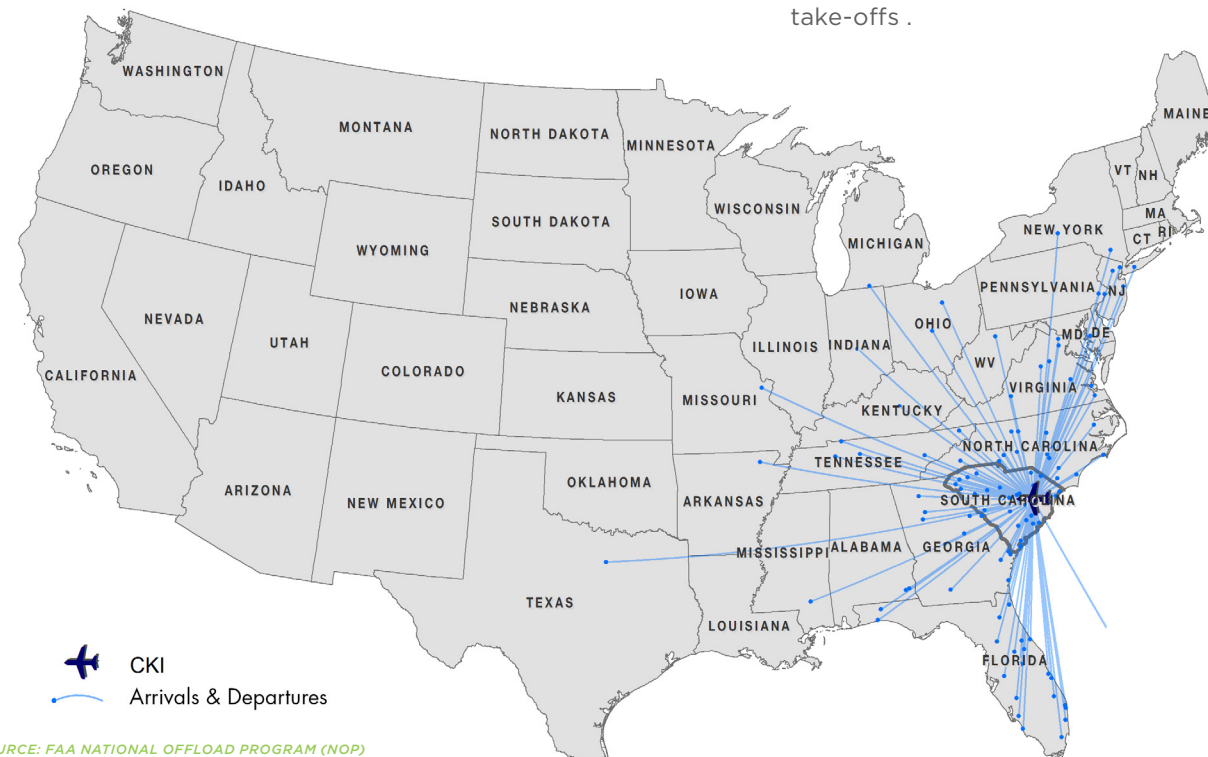 take-offs .
WASHINGTON
MONTANA
NORTH DAKOTA
MINNESOTA
MAINE
OREGON
IDAHO
VT
NH
SOUTH DAKOTA
WISCONSIN
MA
WYOMING
MICHIGAN
NEW YORK
CT
RI
IOWA
PENNSYLVANIA
NJ
NEBRASKA
NEVADA
OHIO
UTAH
ILLINOIS
INDIANA
MD
DE
WV
CALIFORNIA
COLORADO
KANSAS
MISSOURI
VIRGINIA
KENTUCKY
NORTH CAROLINA
TENNESSEE
ARIZONA
NEW MEXICO
OKLAHOMA
ARKANSAS
SOUTH CAROLINA
MISSISSIPPI
ALABAMA
GEORGIA
TEXAS
LOUISIANA
FLORIDA
CKI
Arrivals & Departures
URCE: FAA NATIONAL OFFLOAD PROGRAM (NOP)